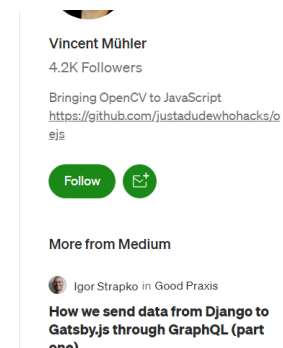 Vincent Mühler
4.2K Followers
Bringing OpenCV to JavaScript
https://github.com/justadudewhohacks/o
ejs
Follow
More from Medium
Igor Strapko in Good Praxis
How we send data from Django to
Gatsby.js through GraphQL (part
one)